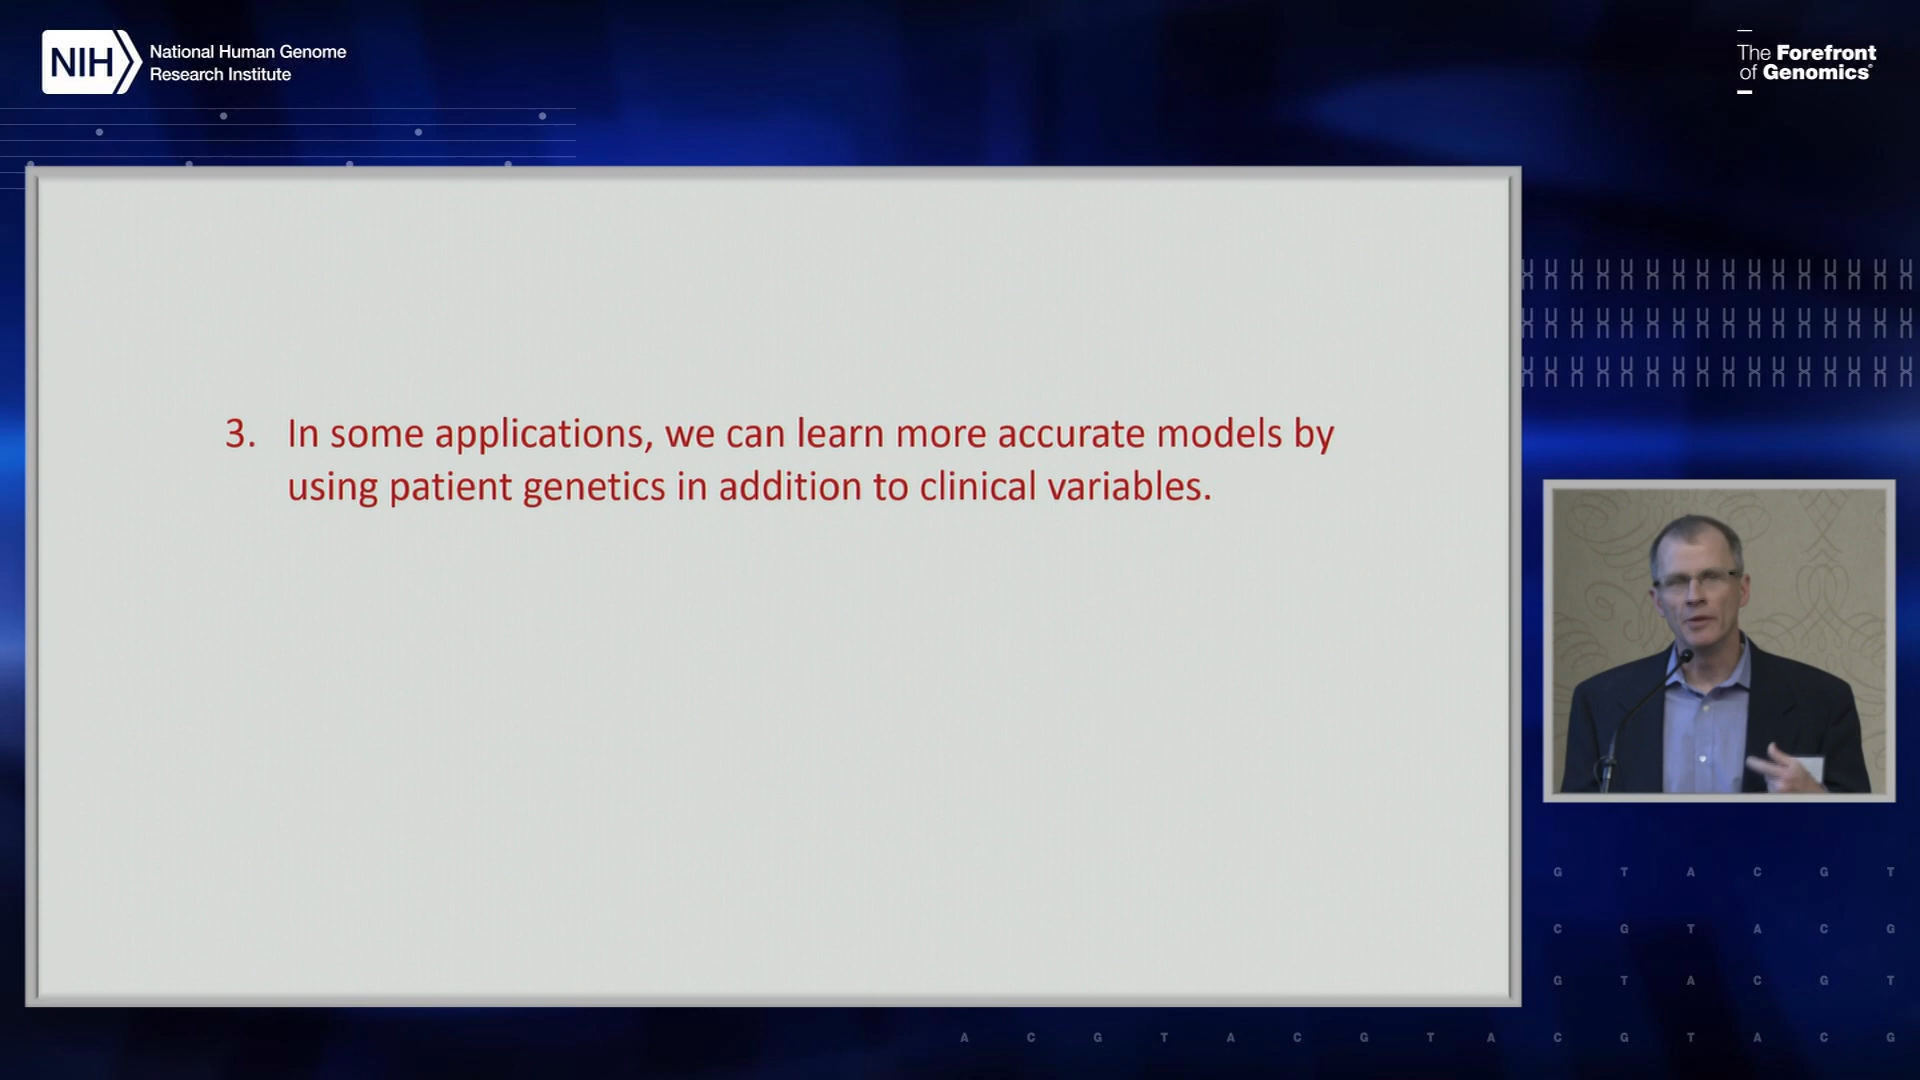 NIH
National Human Genome
Research Institute
The Forefront
of Genomics®
3. In some applications, we can learn more accurate models by
using patient genetics in addition to clinical variables.
G T A C G T
C G T A C G
G T A C G T
A C G T A C G T A C G T A C G